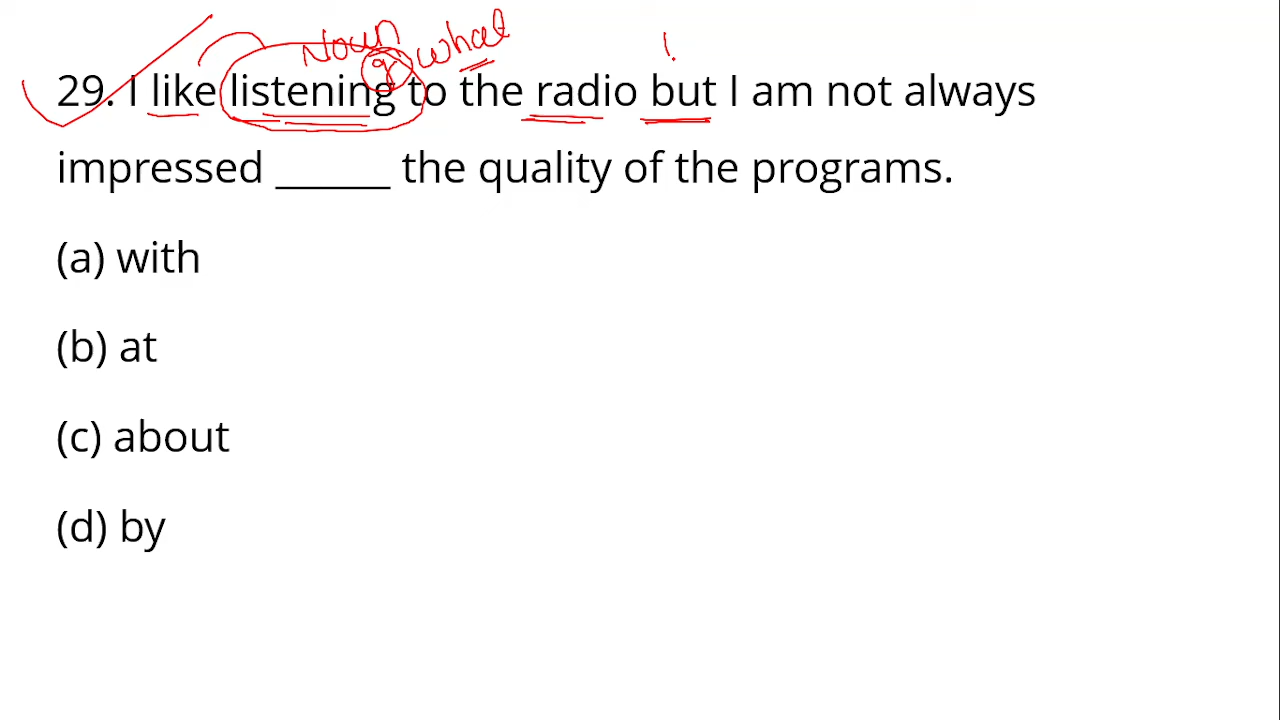 Noun what
29. I like listening to the radio but I am not always
impressed ______ the quality of the programs.
(a) with
(b) at
(c) about
(d) by